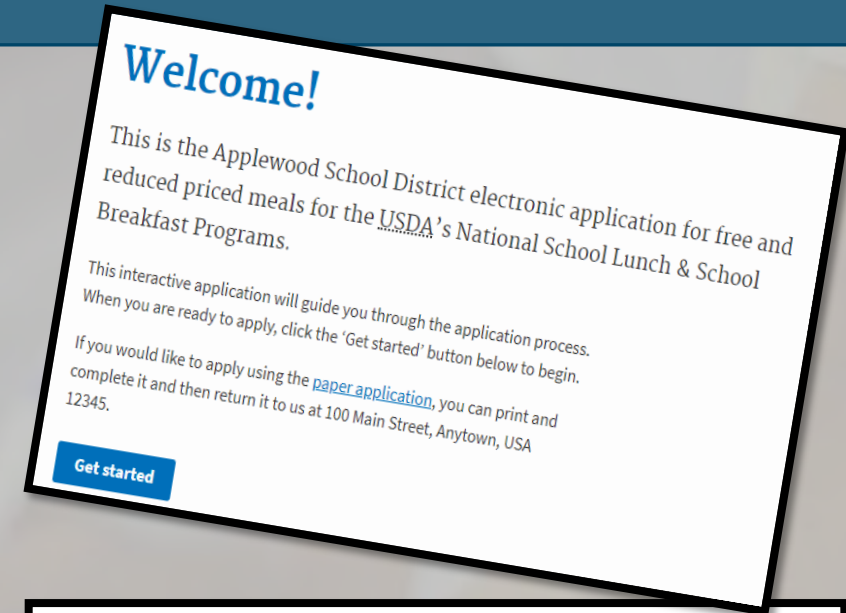 Welcome!
This is the Applewood School District electronic application for free and
reduced priced meals for the USDA’s National School Lunch & School
Breakfast Programs.
This interactive application will guide you through the application process.
When you are ready to apply, click the ‘Get started’ button below to begin.
If you would like to apply using the paper application, you can print and
complete it and then return it to us at 100 Main Street, Anytown, USA
12345.
Get started